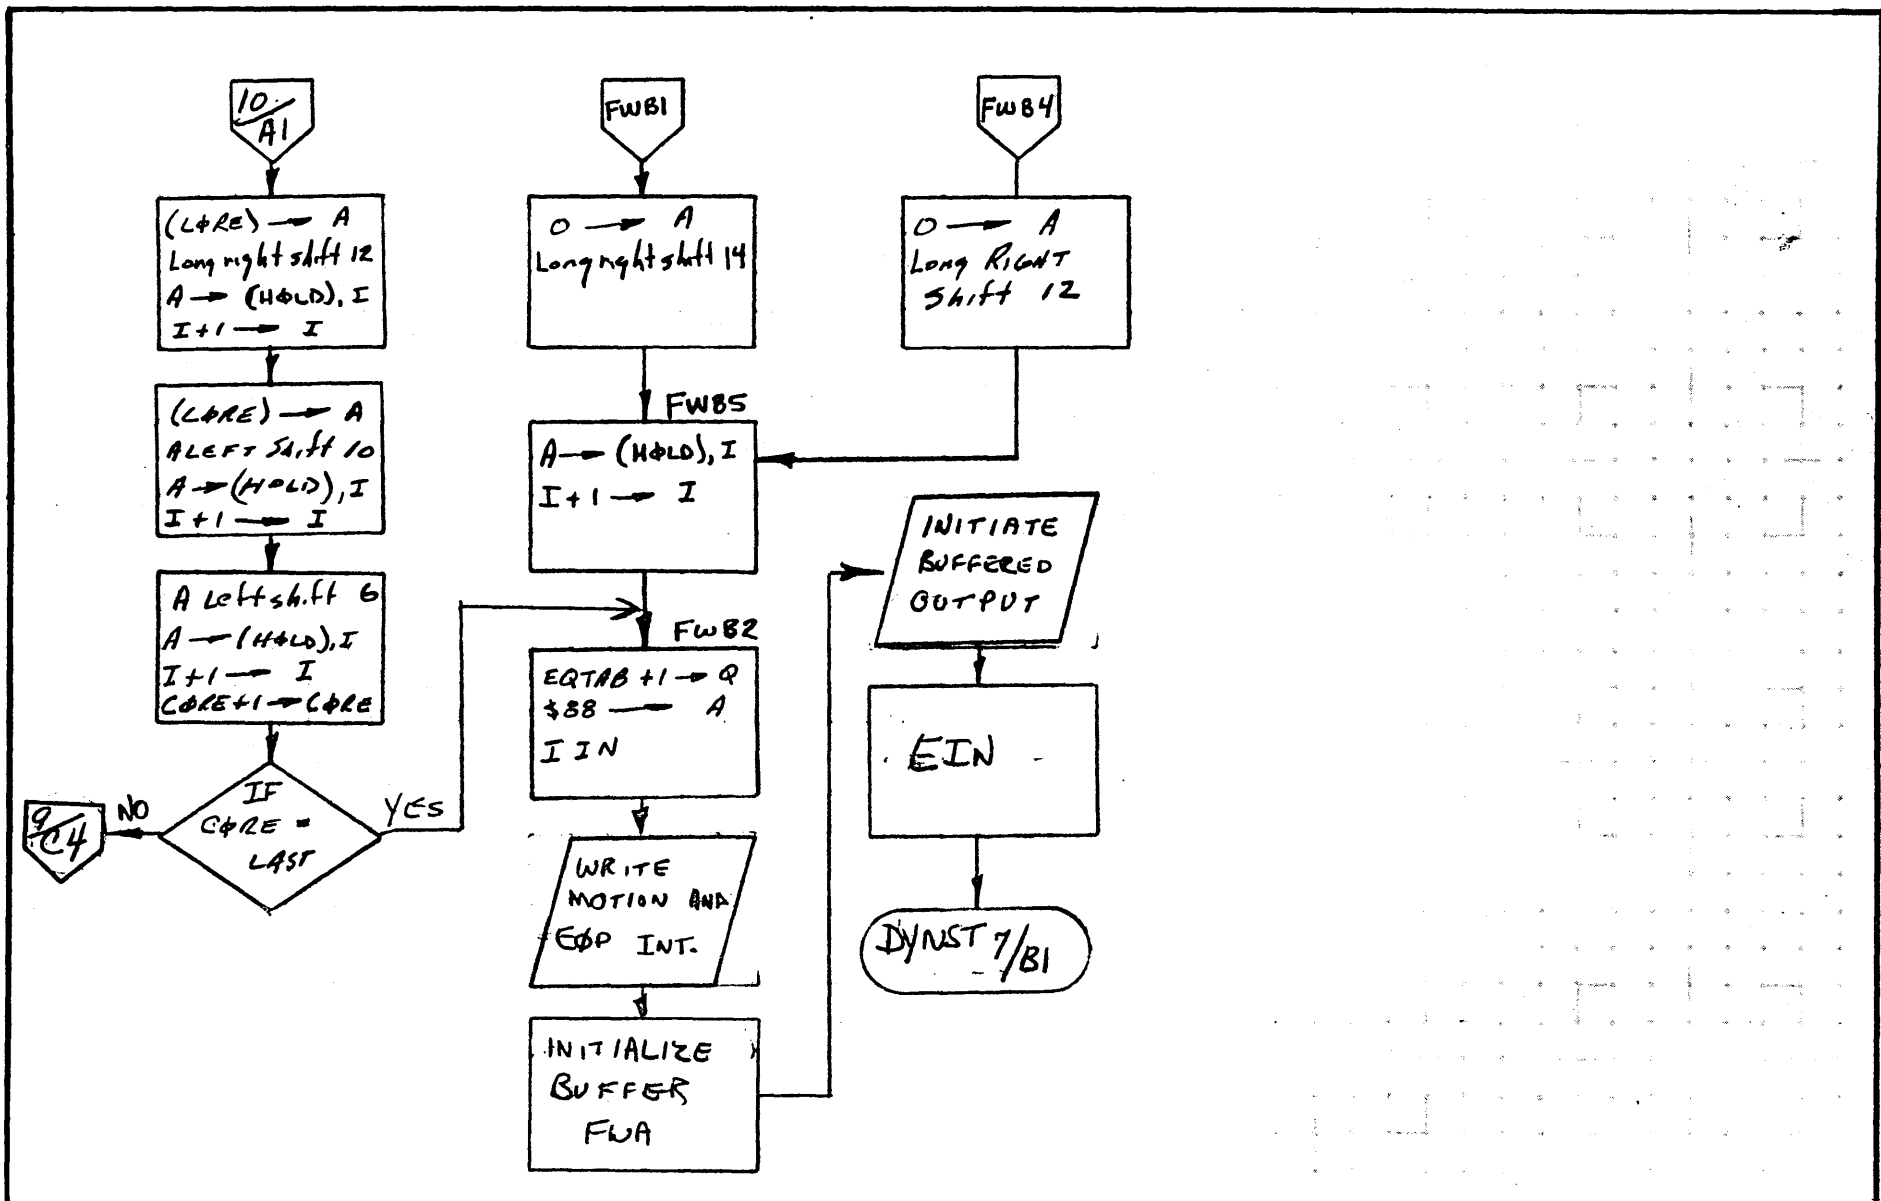 10/A1
(CØRE) → A
Long right shift 12
A → (HØLD), I
I+1 → I
(CØRE) → A
A LEFT Shift 10
A → (HØLD), I
I+1 → I
A Left shift 6
A → (HØLD), I
I+1 → I
CØRE+1 → CØRE
IF
CØRE =
LAST
NO
9/C4
YES
FWB1
0 → A
Long right shift 14
FWB5
A → (HØLD), I
I+1 → I
FWB2
EQTAB +1 → Q
$88 → A
I IN
WRITE
MOTION AND
EØP INT.
INITIALIZE
BUFFER
FWA
FWB4
0 → A
Long RIGHT
Shift 12
INITIATE
BUFFERED
OUTPUT
EIN
DYNST 7/B1